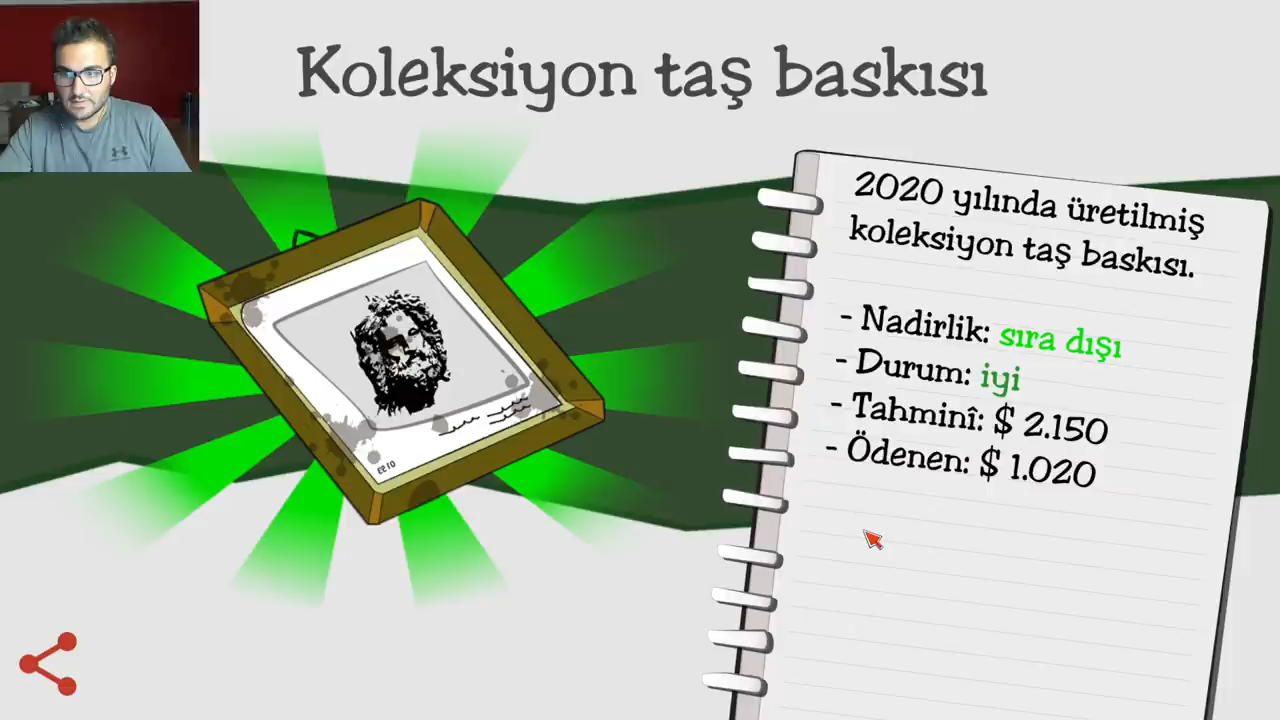 Koleksiyon taş baskısı
2020 yılında üretilmiş
koleksiyon taş baskısı.
- Nadirlik: sıra dışı
- Durum: iyi
- Tahminî: $ 2.150
- Ödenen: $ 1.020